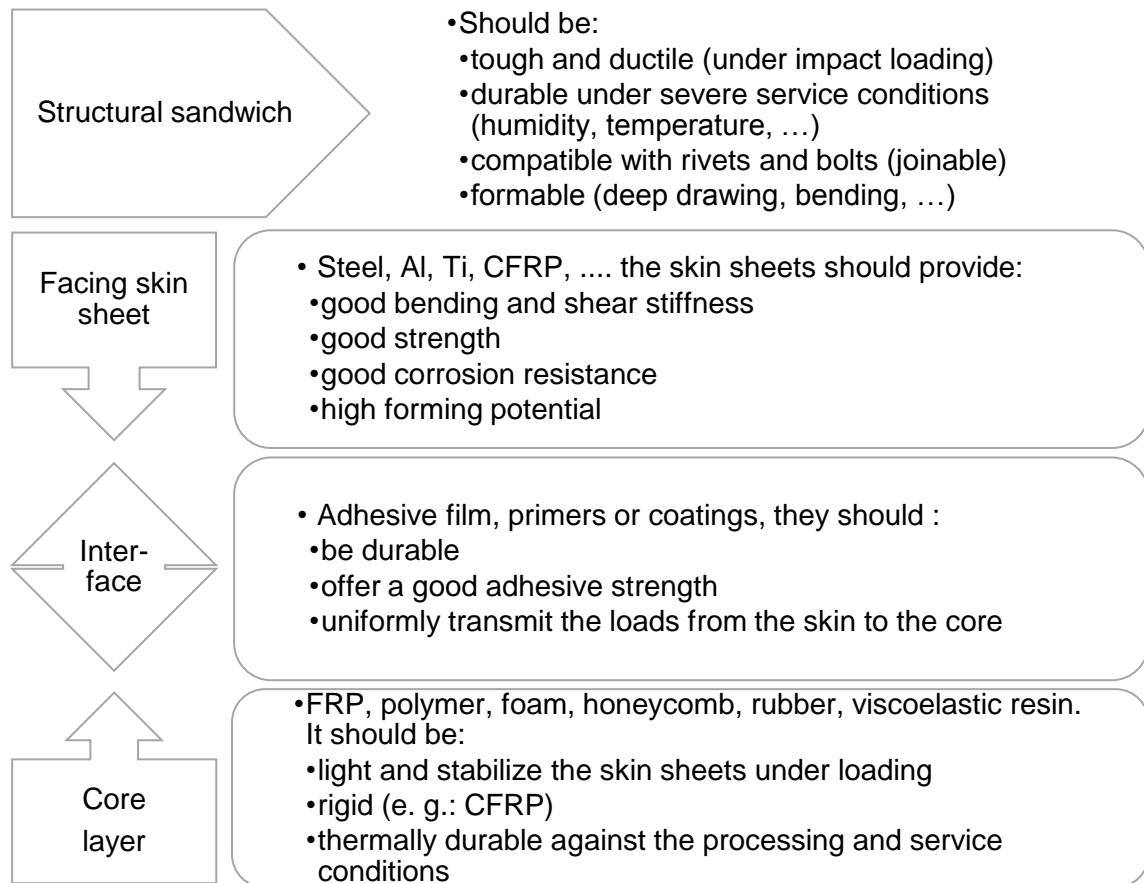 Structural sandwich
•Should be:
•tough and ductile (under impact loading)
•durable under severe service conditions
(humidity, temperature, …)
•compatible with rivets and bolts (joinable)
•formable (deep drawing, bending, …)
Facing skin
sheet
• Steel, Al, Ti, CFRP, .... the skin sheets should provide:
•good bending and shear stiffness
•good strength
•good corrosion resistance
•high forming potential
Inter-
face
• Adhesive film, primers or coatings, they should :
•be durable
•offer a good adhesive strength
•uniformly transmit the loads from the skin to the core
Core
layer
•FRP, polymer, foam, honeycomb, rubber, viscoelastic resin.
It should be:
•light and stabilize the skin sheets under loading
•rigid (e. g.: CFRP)
•thermally durable against the processing and service
conditions